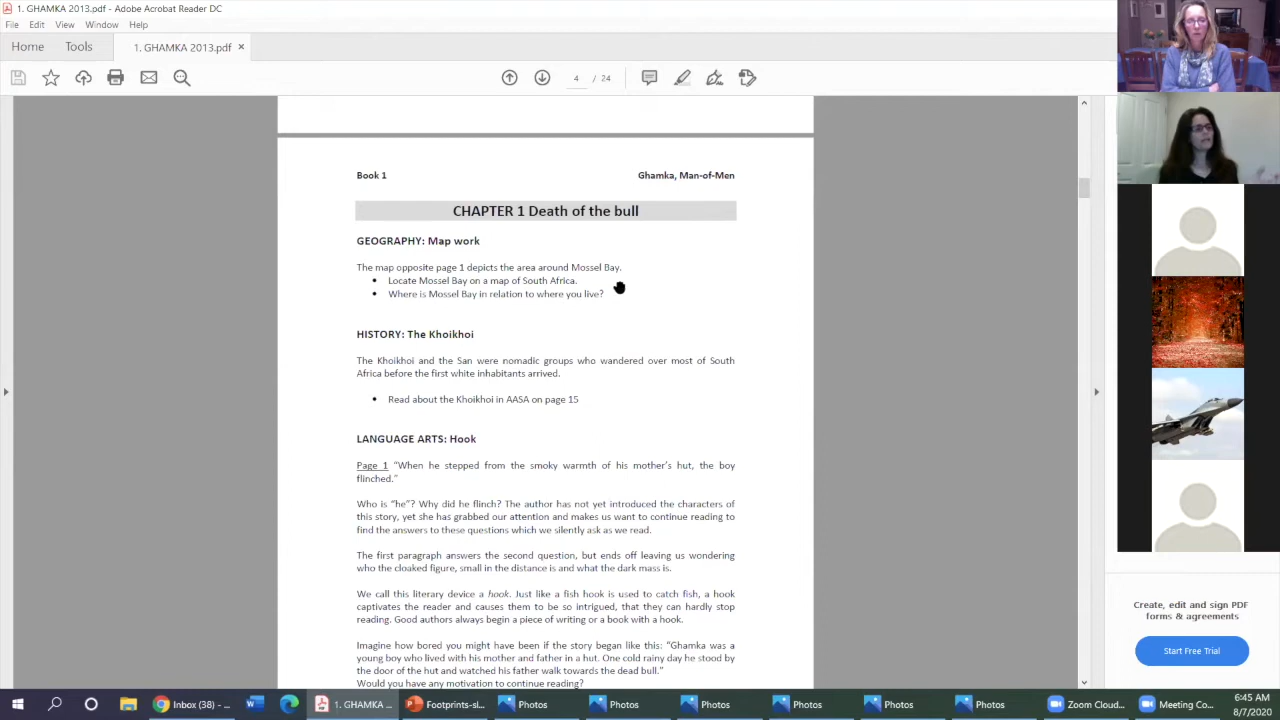 1. GHAMKA 2013.pdf - Adobe Acrobat Reader DC
File Edit View Window Help
Home Tools 1. GHAMKA 2013.pdf ×
4 / 24
Book 1 Ghamka, Man-of-Men
CHAPTER 1 Death of the bull
GEOGRAPHY: Map work
The map opposite page 1 depicts the area around Mossel Bay.
• Locate Mossel Bay on a map of South Africa.
• Where is Mossel Bay in relation to where you live?
HISTORY: The Khoikhoi
The Khoikhoi and the San were nomadic groups who wandered over most of South
Africa before the first white inhabitants arrived.
• Read about the Khoikhoi in AASA on page 15
LANGUAGE ARTS: Hook
Page 1 “When he stepped from the smoky warmth of his mother’s hut, the boy
flinched.”
Who is “he”? Why did he flinch? The author has not yet introduced the characters of
this story, yet she has grabbed our attention and makes us want to continue reading to
find the answers to these questions which we silently ask as we read.
The first paragraph answers the second question, but ends off leaving us wondering
who the cloaked figure, small in the distance is and what the dark mass is.
We call this literary device a hook. Just like a fish hook is used to catch fish, a hook
captivates the reader and causes them to be so intrigued, that they can hardly stop
reading. Good authors always begin a piece of writing or a book with a hook.
Imagine how bored you might have been if the story began like this: “Ghamka was a
young boy who lived with his mother and father in a hut. One cold rainy day he stood by
the door of the hut and watched his father walk towards the dead bull.”
Would you have any motivation to continue reading?
Create, edit and sign PDF
forms & agreements
Start Free Trial
Inbox (38) - ... 1. GHAMKA ... Footprints-sl... Photos Photos Photos Photos Photos Photos Zoom Cloud... Meeting Co...
6:45 AM
8/7/2020